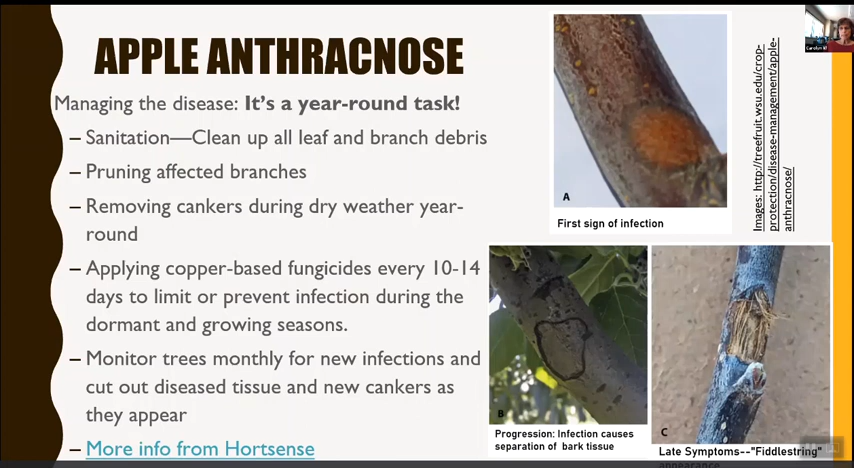 APPLE ANTHRACNOSE
Managing the disease: It's a year-round task!
– Sanitation—Clean up all leaf and branch debris
– Pruning affected branches
– Removing cankers during dry weather year-
round
– Applying copper-based fungicides every 10-14
days to limit or prevent infection during the
dormant and growing seasons.
– Monitor trees monthly for new infections and
cut out diseased tissue and new cankers as
they appear
– More info from Hortsense
A
First sign of infection
B
Progression: Infection causes
separation of bark tissue
C
Late Symptoms--"Fiddlestring"
appearance
Images: http://treefruit.wsu.edu/crop-
protection/disease-management/apple-
anthracnose/